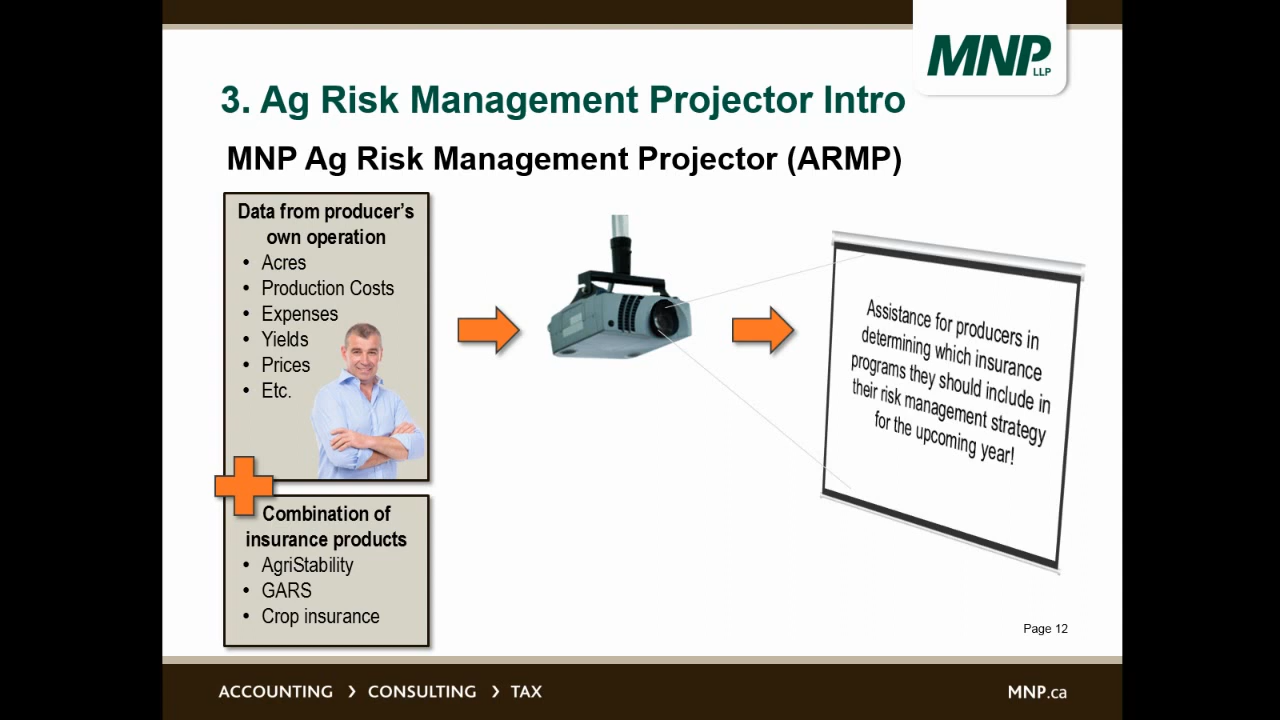 MNP
LLP
3. Ag Risk Management Projector Intro
MNP Ag Risk Management Projector (ARMP)
Data from producer's
own operation
• Acres
• Production Costs
• Expenses
• Yields
• Prices
• Etc.
Combination of
insurance products
• AgriStability
• GARS
• Crop insurance
Assistance for producers in
determining which insurance
programs they should include in
their risk management strategy
for the upcoming year!
Page 12
ACCOUNTING › CONSULTING › TAX
MNP.ca